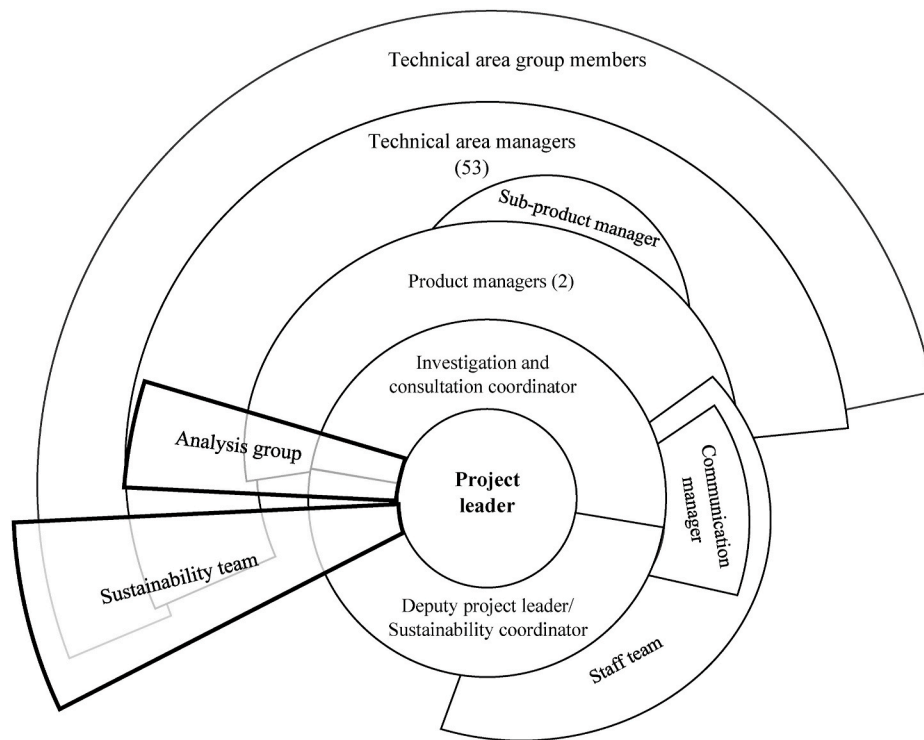 Technical area group members
Technical area managers
(53)
Sub-product manager
Product managers (2)
Investigation and
consultation coordinator
Analysis group
Project
leader
Communication
manager
Sustainability team
Deputy project leader/
Sustainability coordinator
Staff team